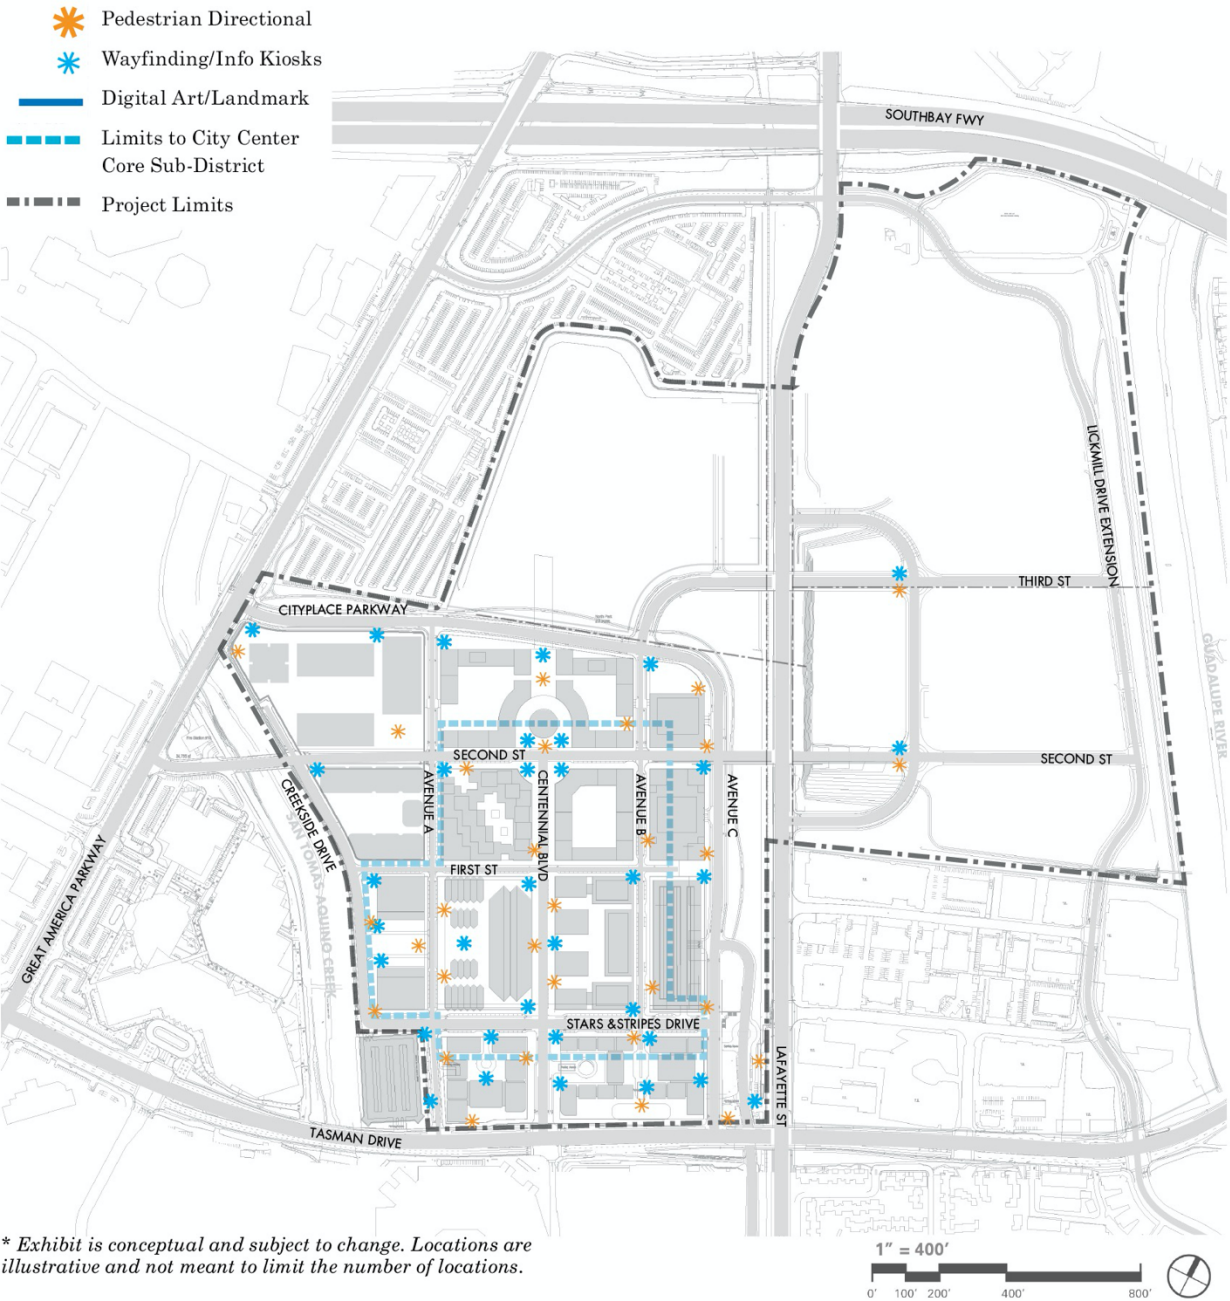 Pedestrian Directional
Wayfinding/Info Kiosks
Digital Art/Landmark
Limits to City Center
Core Sub-District
Project Limits
SOUTHBAY FWY
LICKMILL DRIVE EXTENSION
THIRD ST
CITYPLACE PARKWAY
GUADALUPE RIVER
SECOND ST
SECOND ST
AVENUE A
CENTENNIAL BLVD
AVENUE B
AVENUE C
CREEKSIDE DRIVE
SAN TOMAS AQUINO CREEK
GREAT AMERICA PARKWAY
FIRST ST
STARS &STRIPES DRIVE
LAFAYETTE ST
TASMAN DRIVE
* Exhibit is conceptual and subject to change. Locations are
illustrative and not meant to limit the number of locations.
1” = 400’
0’ 100’ 200’ 400’ 800’